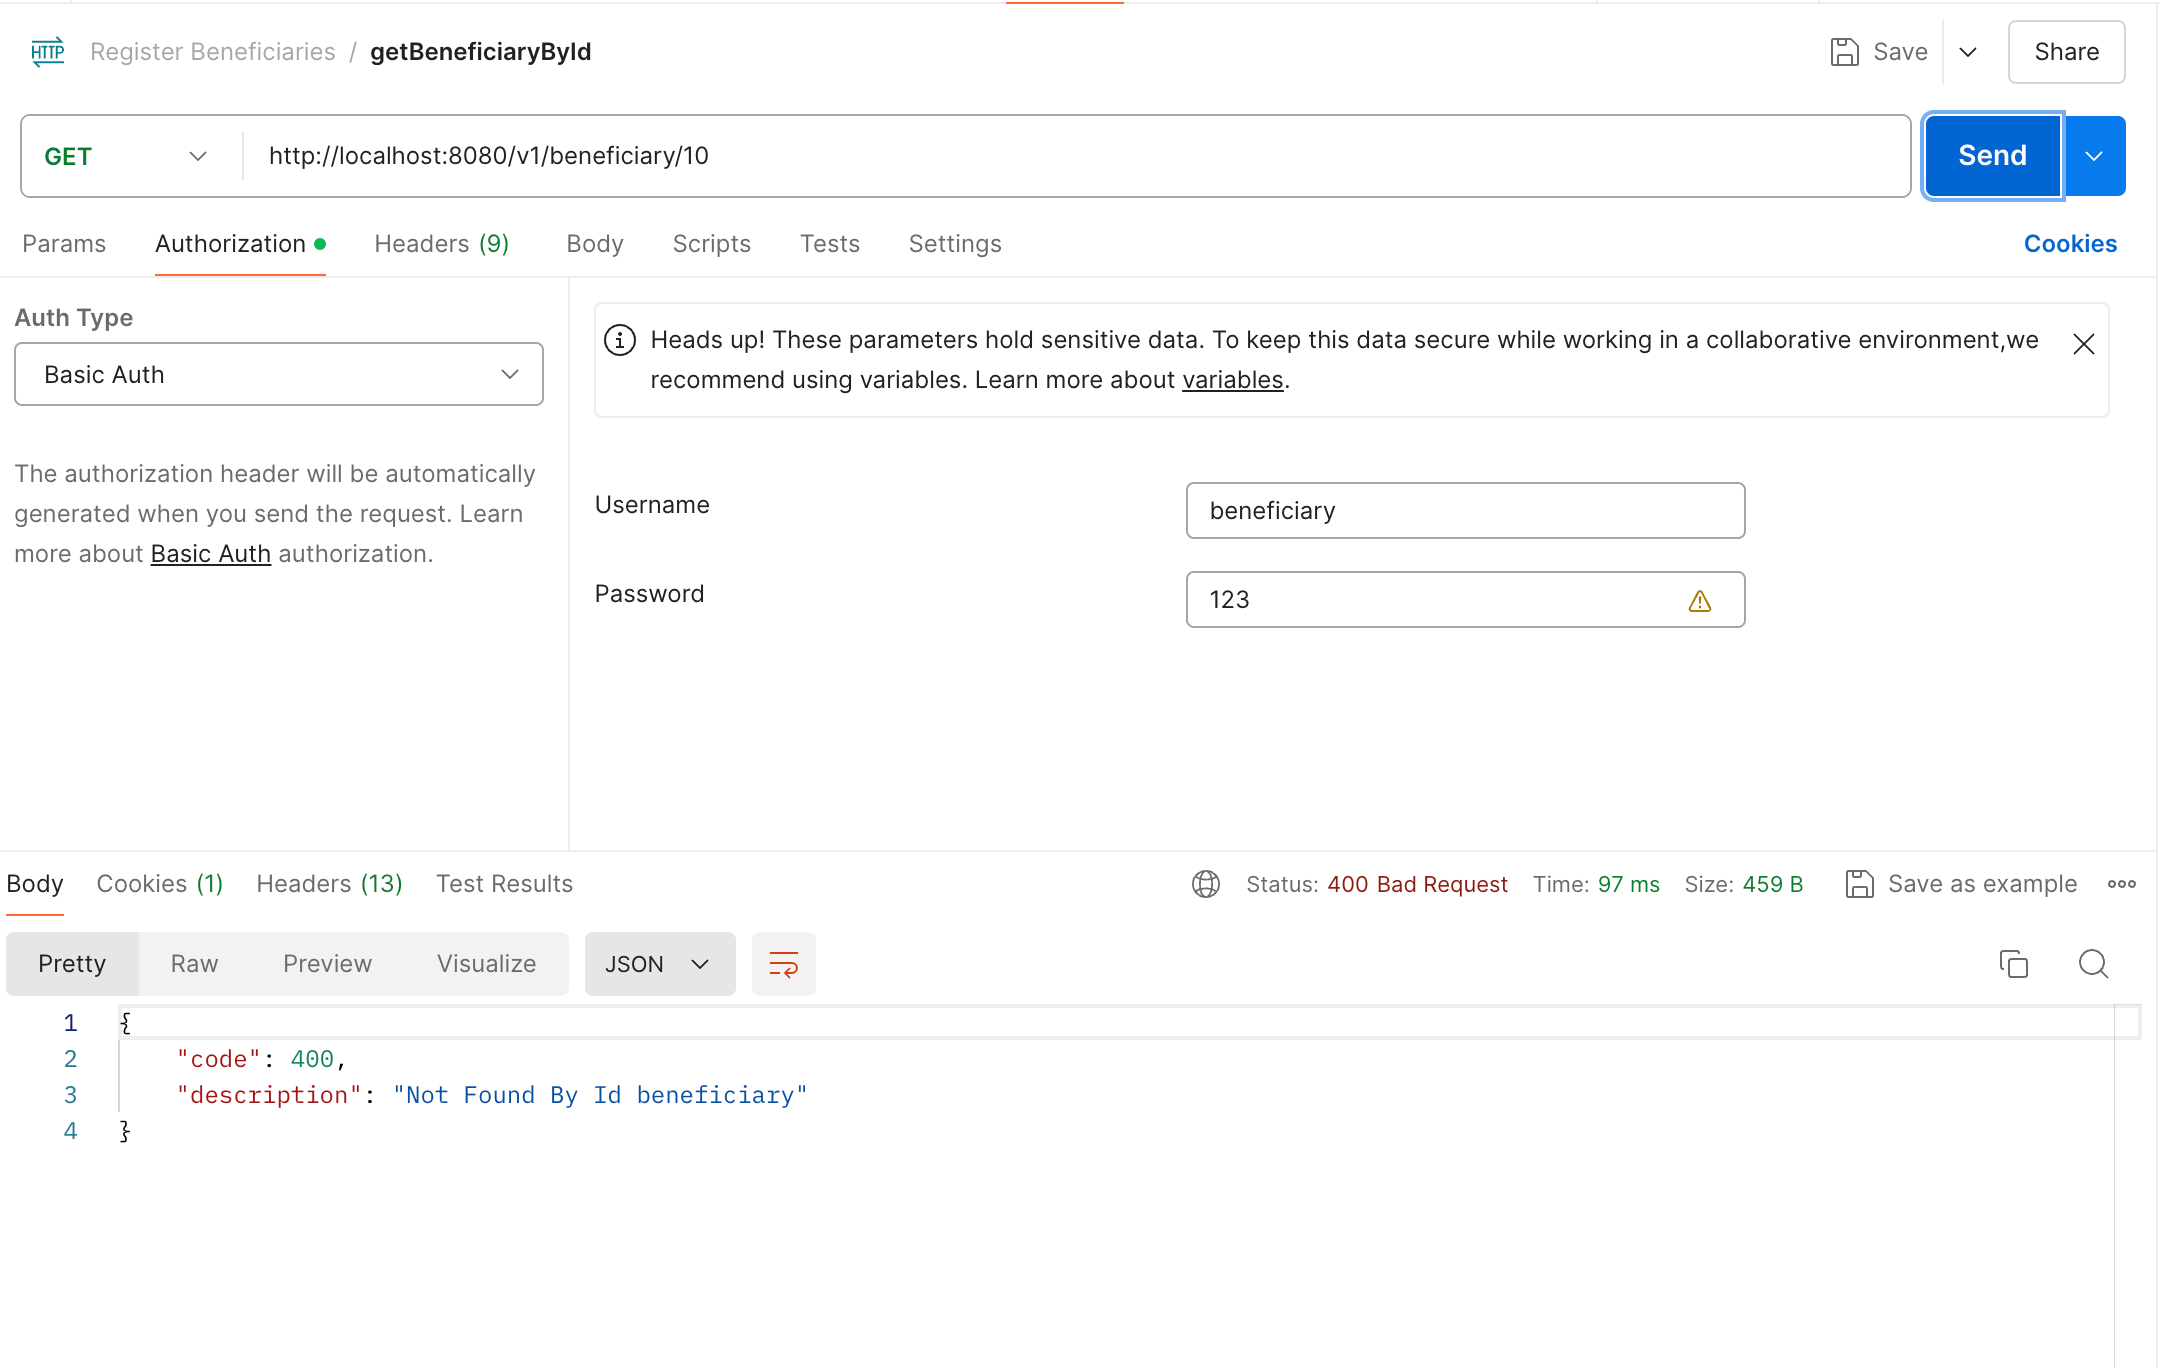 HTTP Register Beneficiaries / getBeneficiaryById Save Share
GET http://localhost:8080/v1/beneficiary/10 Send
Params Authorization Headers (9) Body Scripts Tests Settings Cookies
Auth Type
Basic Auth
The authorization header will be automatically
generated when you send the request. Learn
more about Basic Auth authorization.
Heads up! These parameters hold sensitive data. To keep this data secure while working in a collaborative environment,we
recommend using variables. Learn more about variables.
Username beneficiary
Password 123
Body Cookies (1) Headers (13) Test Results Status: 400 Bad Request Time: 97 ms Size: 459 B Save as example
Pretty Raw Preview Visualize JSON
1 {
2 "code": 400,
3 "description": "Not Found By Id beneficiary"
4 }